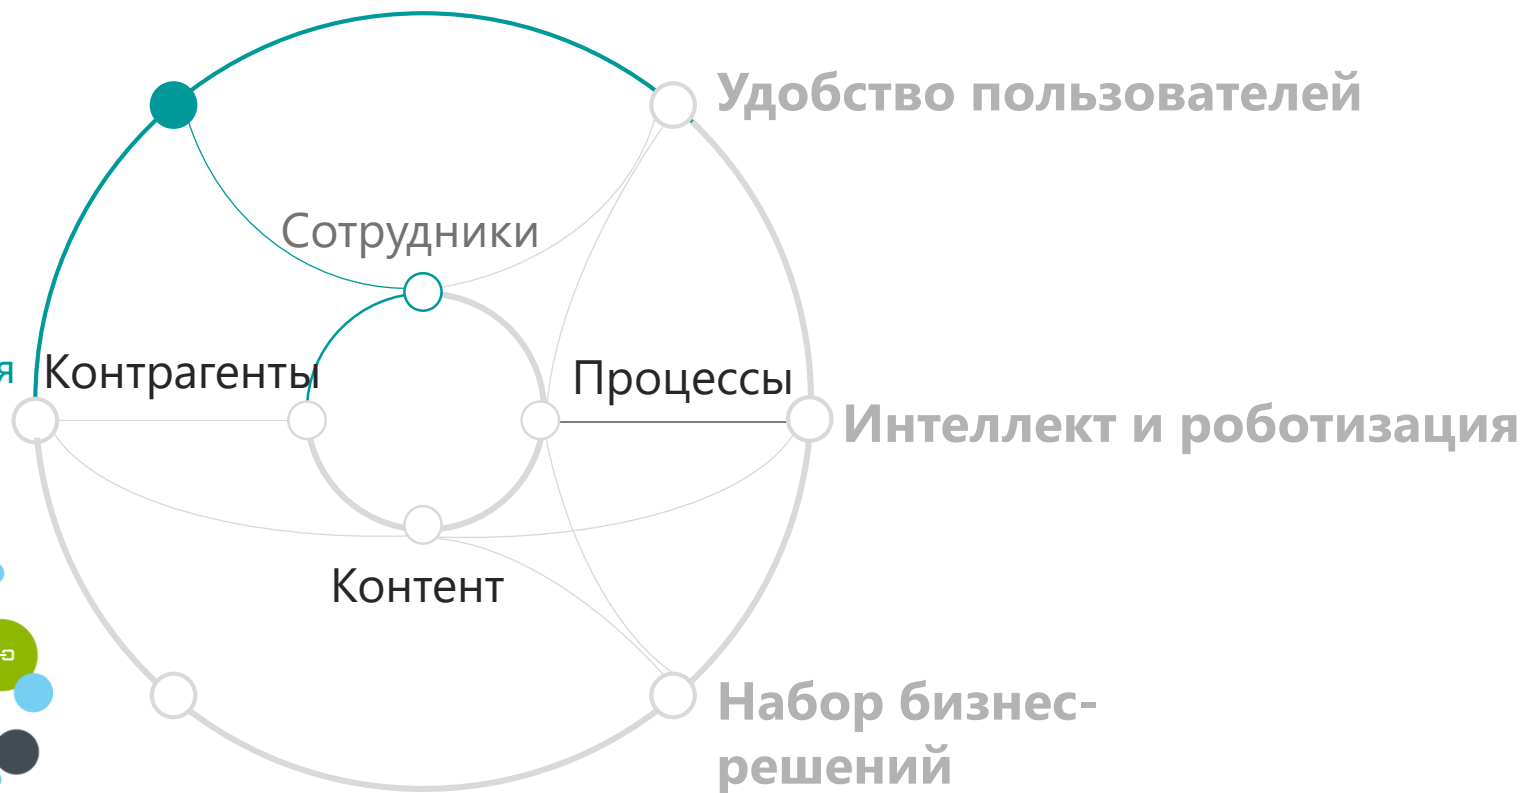 Удобство пользователей
Сотрудники
Контрагенты
Процессы
Интеллект и роботизация
Контент
Набор бизнес-
решений